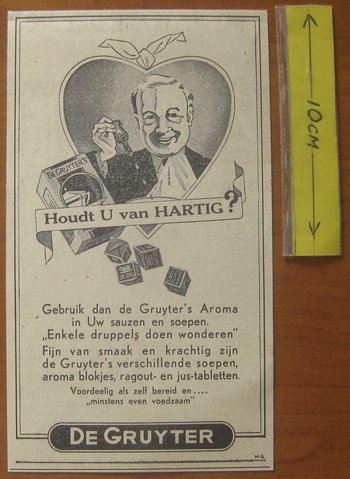 DE GRUYTER'S
Houdt U van HARTIG?
Gebruik dan de Gruyter's Aroma
in Uw sauzen en soepen.
„Enkele druppels doen wonderen"
Fijn van smaak en krachtig zijn
de Gruyter's verschillende soepen,
aroma blokjes, ragout- en jus-tabletten.
Voordeelig als zelf bereid en....
„minstens even voedzaam"
DE GRUYTER
H4
10CM